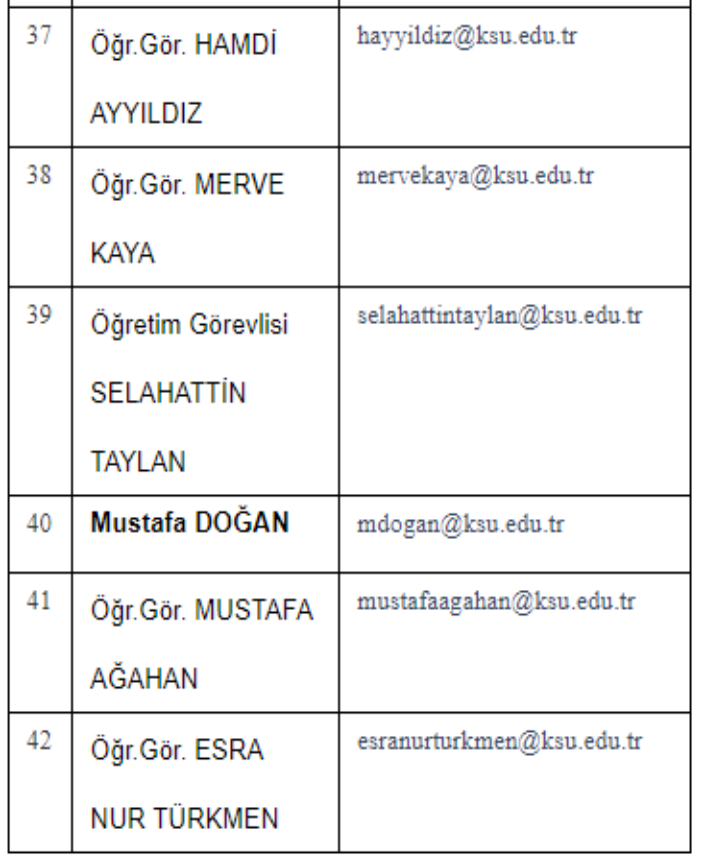 37 Öğr.Gör. HAMDİ hayyildiz@ksu.edu.tr
AYYILDIZ
38 Öğr.Gör. MERVE mervekaya@ksu.edu.tr
KAYA
39 Öğretim Görevlisi selahattintaylan@ksu.edu.tr
SELAHATTİN
TAYLAN
40 Mustafa DOĞAN mdogan@ksu.edu.tr
41 Öğr.Gör. MUSTAFA mustafaagahan@ksu.edu.tr
AĞAHAN
42 Öğr.Gör. ESRA esranurturkmen@ksu.edu.tr
NUR TÜRKMEN